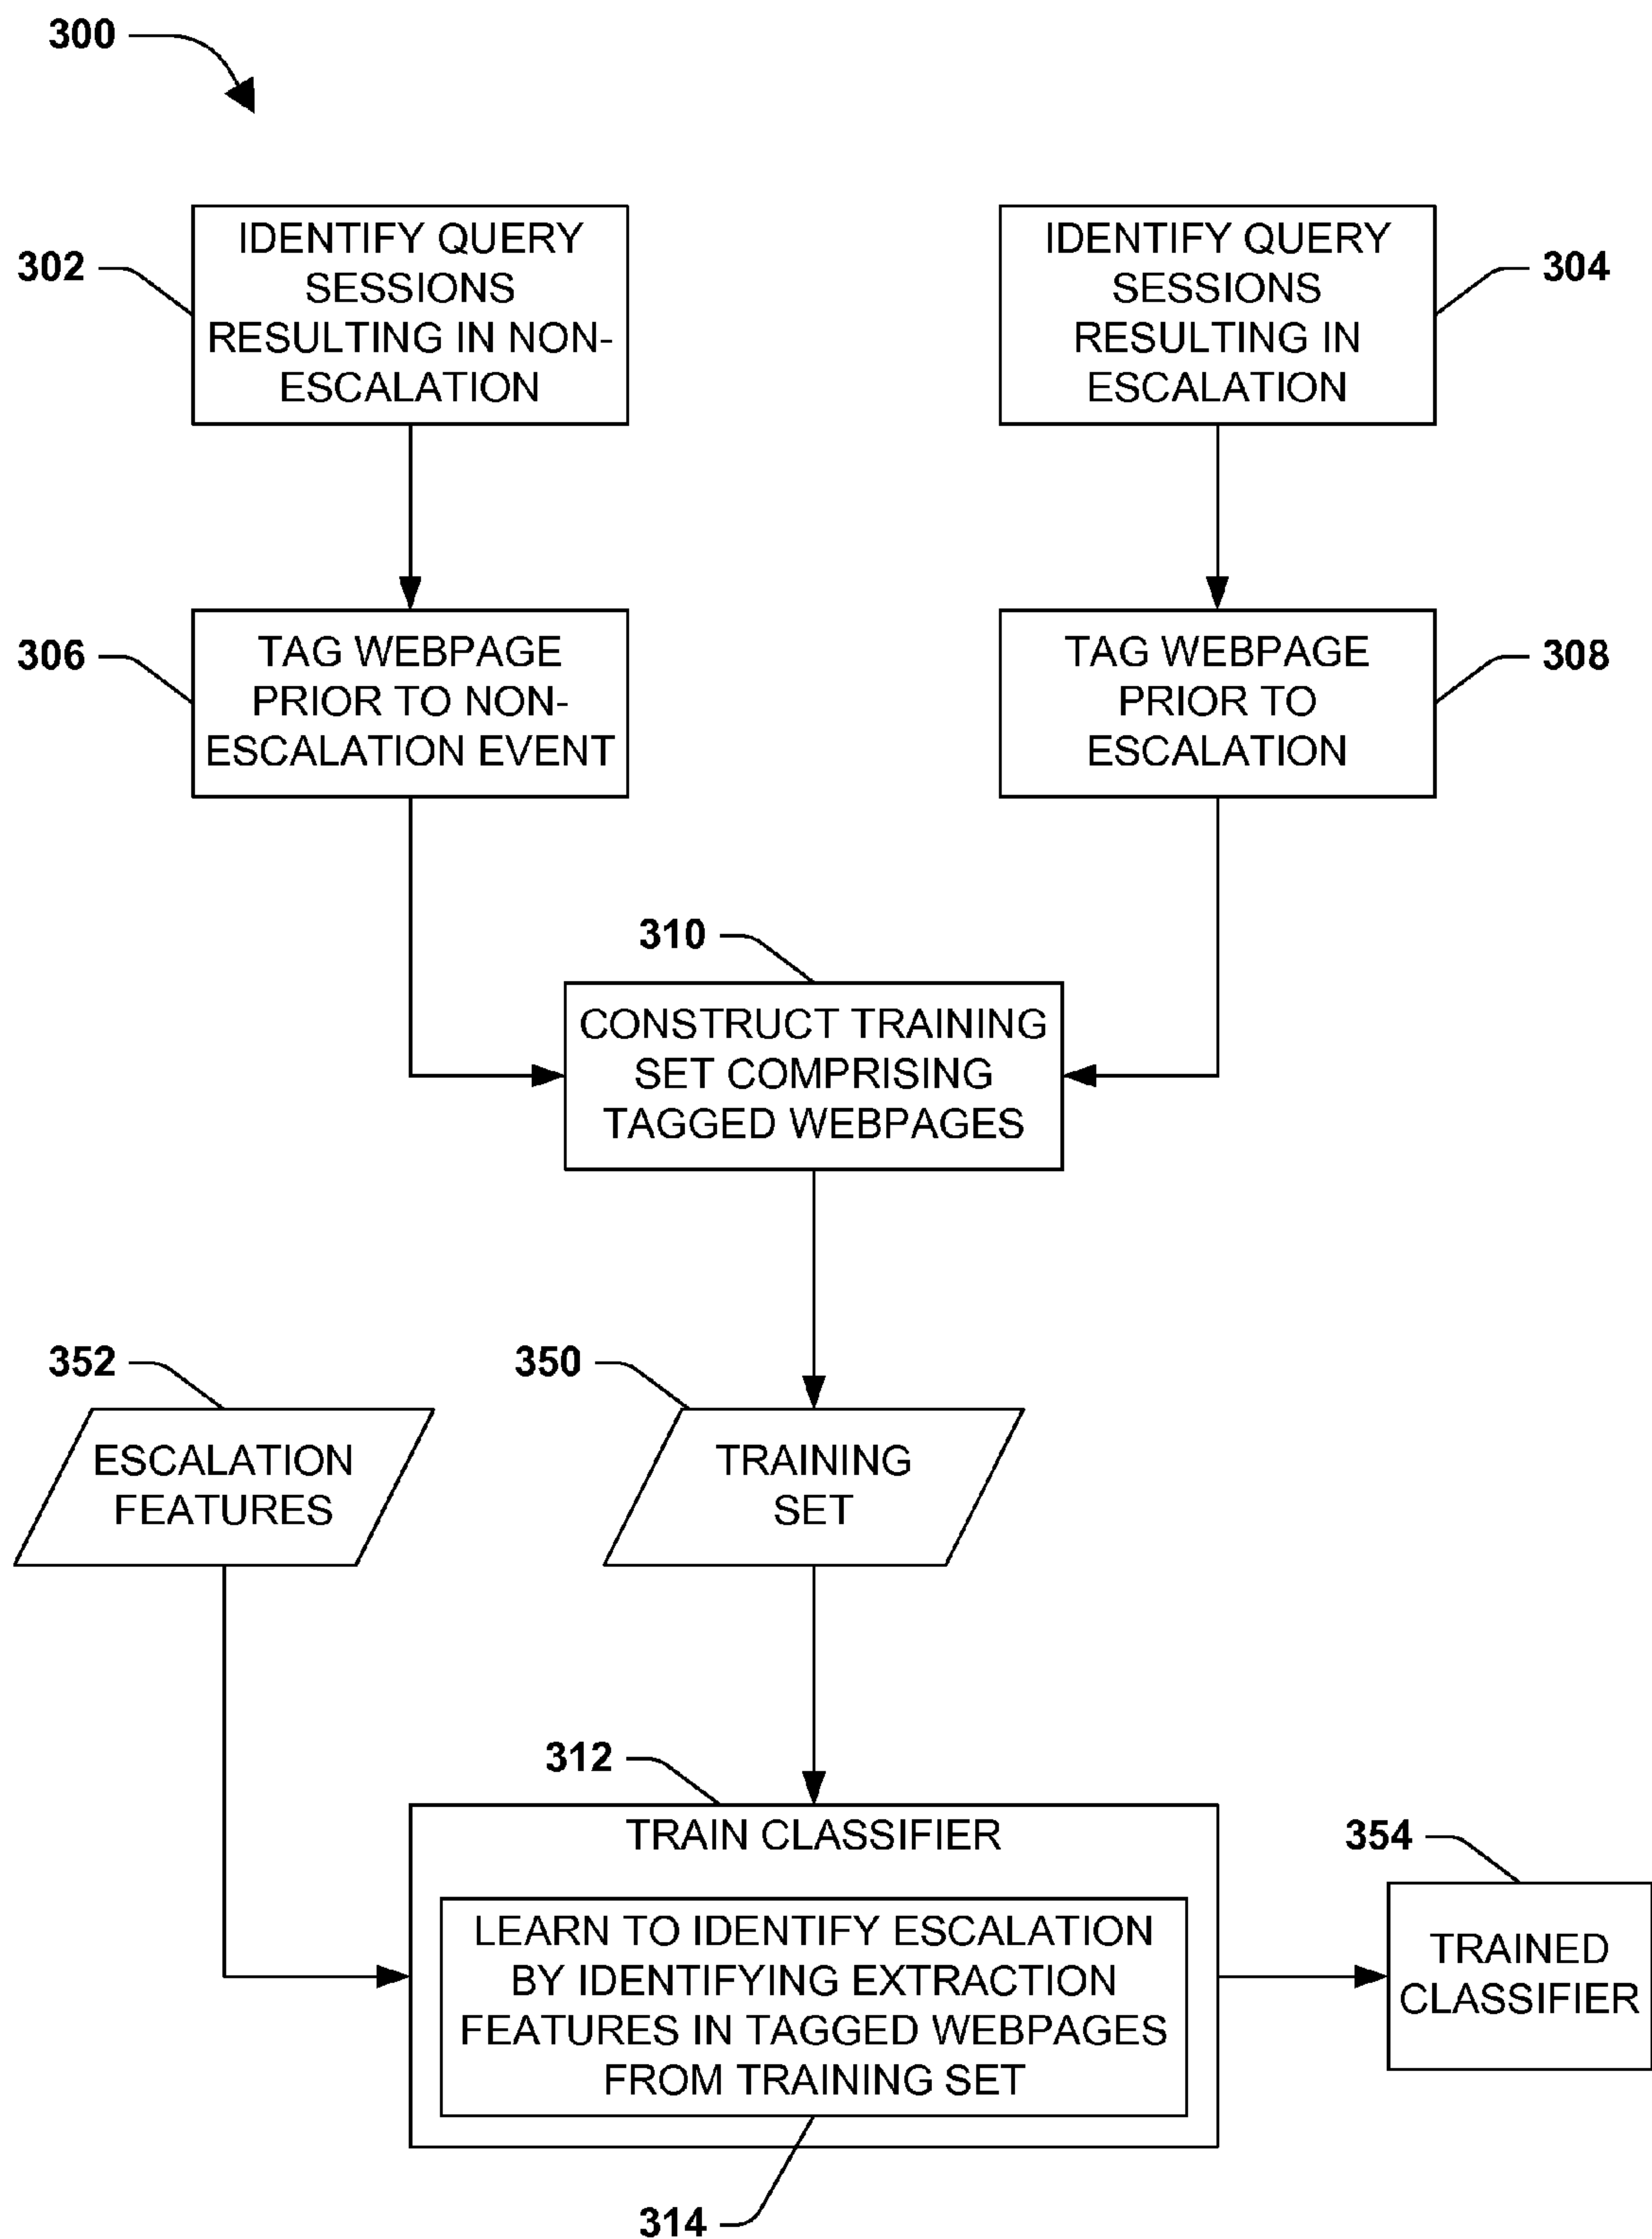 300
302
IDENTIFY QUERY
SESSIONS
RESULTING IN NON-
ESCALATION
IDENTIFY QUERY
SESSIONS
RESULTING IN
ESCALATION
304
306
TAG WEBPAGE
PRIOR TO NON-
ESCALATION EVENT
TAG WEBPAGE
PRIOR TO
ESCALATION
308
310
CONSTRUCT TRAINING
SET COMPRISING
TAGGED WEBPAGES
352
350
ESCALATION
FEATURES
TRAINING
SET
312
TRAIN CLASSIFIER
354
LEARN TO IDENTIFY ESCALATION
BY IDENTIFYING EXTRACTION
FEATURES IN TAGGED WEBPAGES
FROM TRAINING SET
TRAINED
CLASSIFIER
314